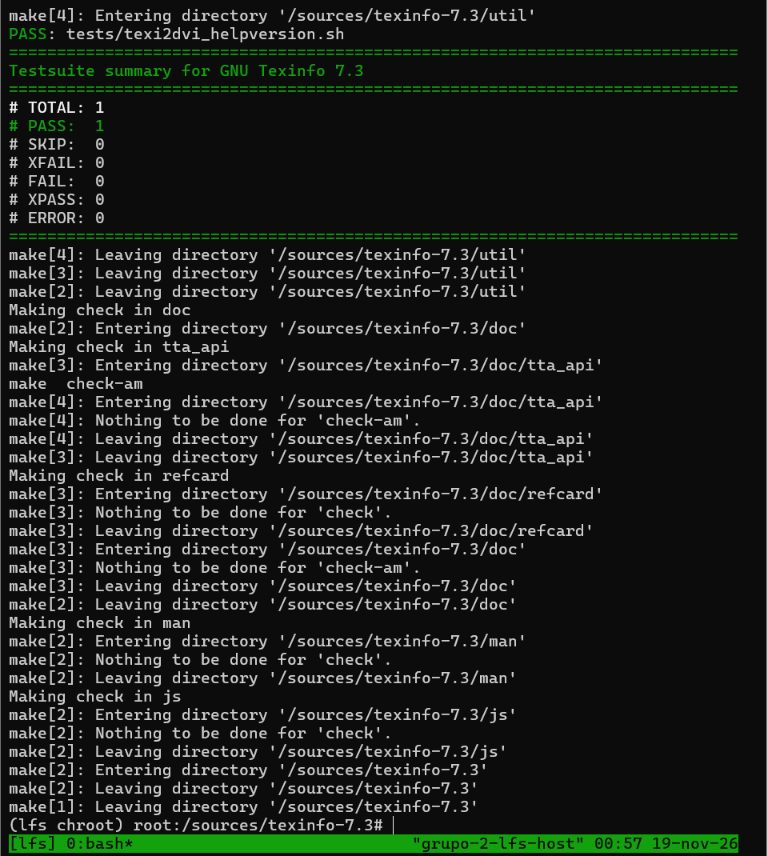 make[4]: Entering directory '/sources/texinfo-7.3/util'
PASS: tests/texi2dvi_helpversion.sh
============================================================================
Testsuite summary for GNU Texinfo 7.3
============================================================================
# TOTAL: 1
# PASS:  1
# SKIP:  0
# XFAIL: 0
# FAIL:  0
# XPASS: 0
# ERROR: 0
============================================================================
make[4]: Leaving directory '/sources/texinfo-7.3/util'
make[3]: Leaving directory '/sources/texinfo-7.3/util'
make[2]: Leaving directory '/sources/texinfo-7.3/util'
Making check in doc
make[2]: Entering directory '/sources/texinfo-7.3/doc'
Making check in tta_api
make[3]: Entering directory '/sources/texinfo-7.3/doc/tta_api'
make  check-am
make[4]: Entering directory '/sources/texinfo-7.3/doc/tta_api'
make[4]: Nothing to be done for 'check-am'.
make[4]: Leaving directory '/sources/texinfo-7.3/doc/tta_api'
make[3]: Leaving directory '/sources/texinfo-7.3/doc/tta_api'
Making check in refcard
make[3]: Entering directory '/sources/texinfo-7.3/doc/refcard'
make[3]: Nothing to be done for 'check'.
make[3]: Leaving directory '/sources/texinfo-7.3/doc/refcard'
make[3]: Entering directory '/sources/texinfo-7.3/doc'
make[3]: Nothing to be done for 'check-am'.
make[3]: Leaving directory '/sources/texinfo-7.3/doc'
make[2]: Leaving directory '/sources/texinfo-7.3/doc'
Making check in man
make[2]: Entering directory '/sources/texinfo-7.3/man'
make[2]: Nothing to be done for 'check'.
make[2]: Leaving directory '/sources/texinfo-7.3/man'
Making check in js
make[2]: Entering directory '/sources/texinfo-7.3/js'
make[2]: Nothing to be done for 'check'.
make[2]: Leaving directory '/sources/texinfo-7.3/js'
make[2]: Entering directory '/sources/texinfo-7.3'
make[2]: Leaving directory '/sources/texinfo-7.3'
make[1]: Leaving directory '/sources/texinfo-7.3'
(lfs chroot) root:/sources/texinfo-7.3#
[lfs] 0:bash* "grupo-2-lfs-host" 00:57 19-nov-26